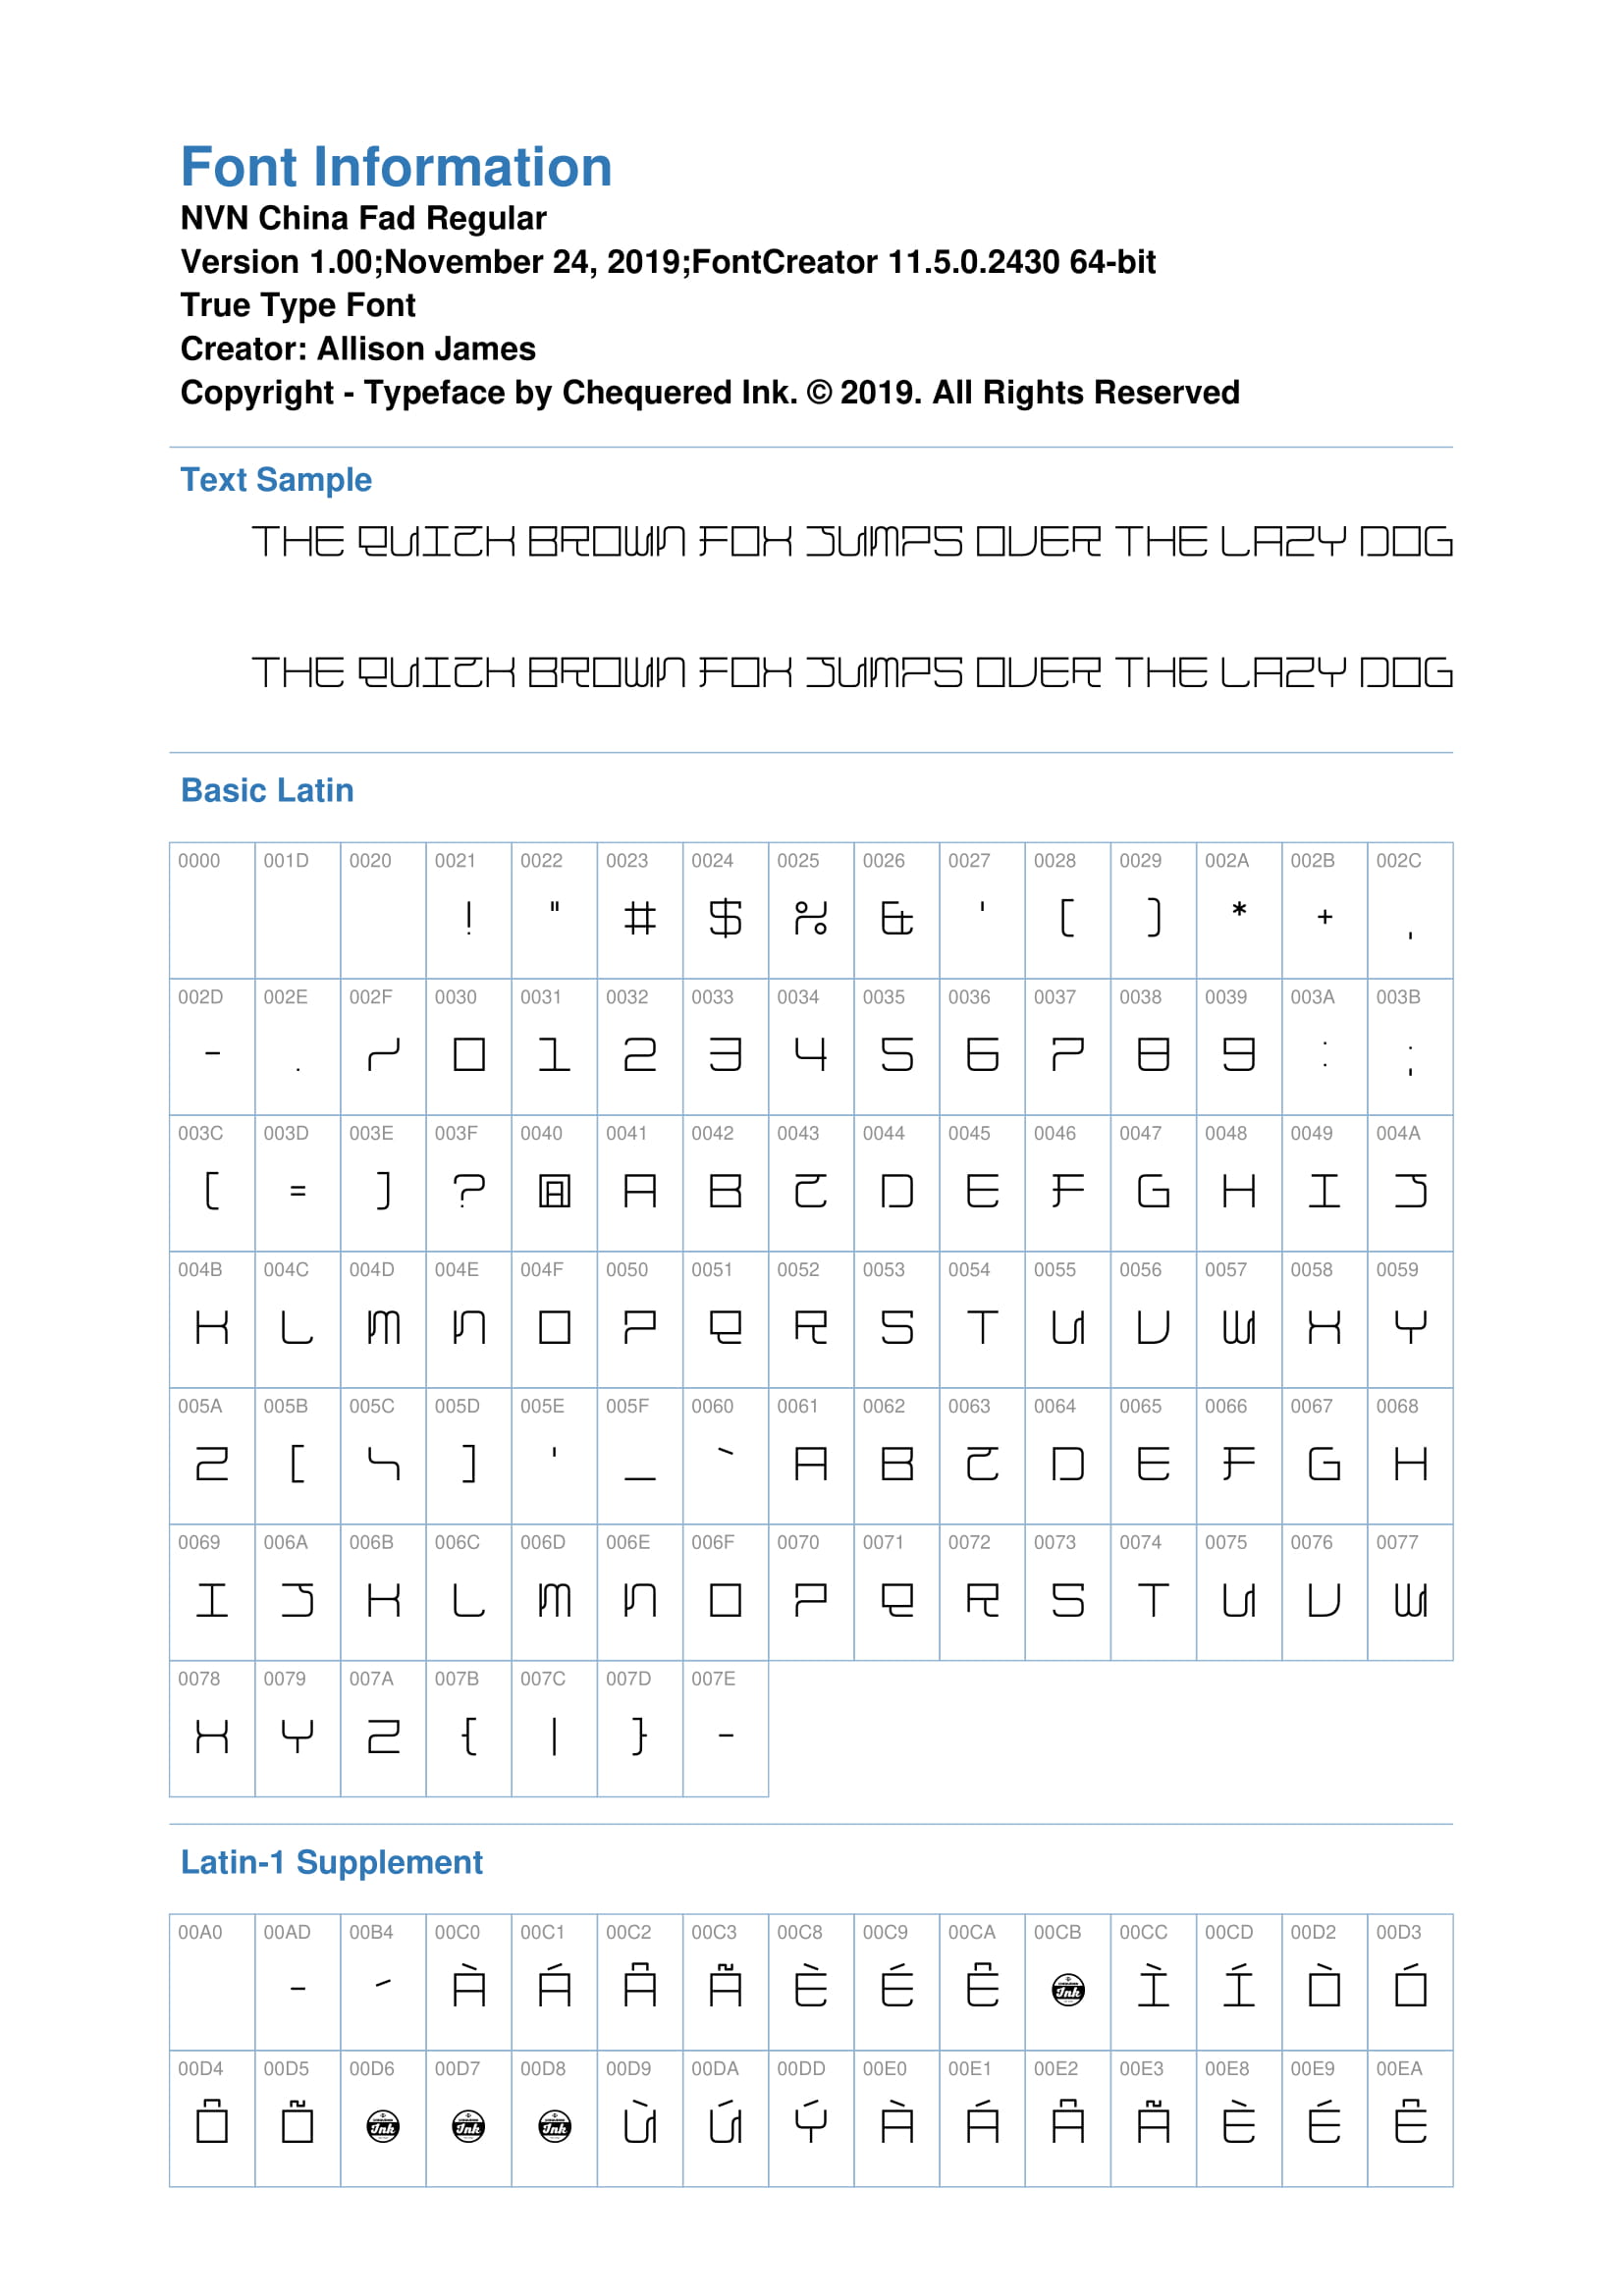 Font Information
NVN China Fad Regular
Version 1.00;November 24, 2019;FontCreator 11.5.0.2430 64-bit
True Type Font
Creator: Allison James
Copyright - Typeface by Chequered Ink. © 2019. All Rights Reserved
Text Sample
THE QUICK BROWN FOX JUMPS OVER THE LAZY DOG
THE QUICK BROWN FOX JUMPS OVER THE LAZY DOG
Basic Latin
0000 001D 0020 0021 0022 0023 0024 0025 0026 0027 0028 0029 002A 002B 002C
! " # $ % & ' ( ) * + ,
002D 002E 002F 0030 0031 0032 0033 0034 0035 0036 0037 0038 0039 003A 003B
- . / 0 1 2 3 4 5 6 7 8 9 : ;
003C 003D 003E 003F 0040 0041 0042 0043 0044 0045 0046 0047 0048 0049 004A
[ = ] ? @ A B C D E F G H I J
004B 004C 004D 004E 004F 0050 0051 0052 0053 0054 0055 0056 0057 0058 0059
K L M N O P Q R S T U V W X Y
005A 005B 005C 005D 005E 005F 0060 0061 0062 0063 0064 0065 0066 0067 0068
Z [ \ ] ' _ ` A B C D E F G H
0069 006A 006B 006C 006D 006E 006F 0070 0071 0072 0073 0074 0075 0076 0077
I J K L M N O P Q R S T U V W
0078 0079 007A 007B 007C 007D 007E
X Y Z { | } -
Latin-1 Supplement
00A0 00AD 00B4 00C0 00C1 00C2 00C3 00C8 00C9 00CA 00CB 00CC 00CD 00D2 00D3
- ´ À Á Â Ã È É Ê Ink Ì Í Ò Ó
00D4 00D5 00D6 00D7 00D8 00D9 00DA 00DD 00E0 00E1 00E2 00E3 00E8 00E9 00EA
Ô Õ Ink Ink Ink Ù Ú Ý À Á Â Ã È É Ê